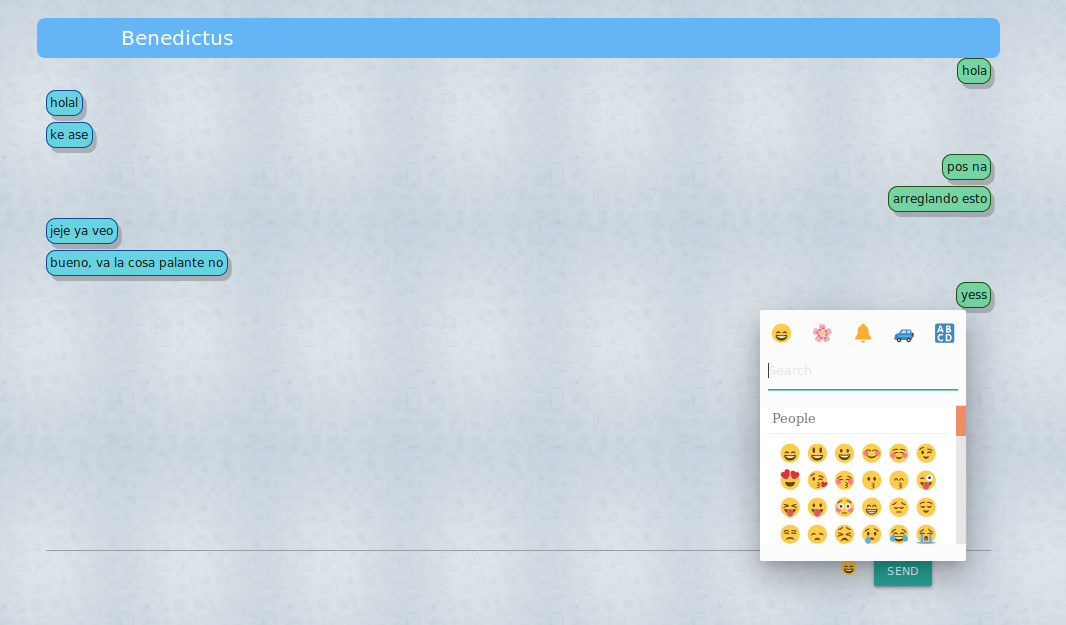 Benedictus
hola
holal
ke ase
pos na
arreglando esto
jeje ya veo
bueno, va la cosa palante no
yess
ABCD
Search
People
SEND